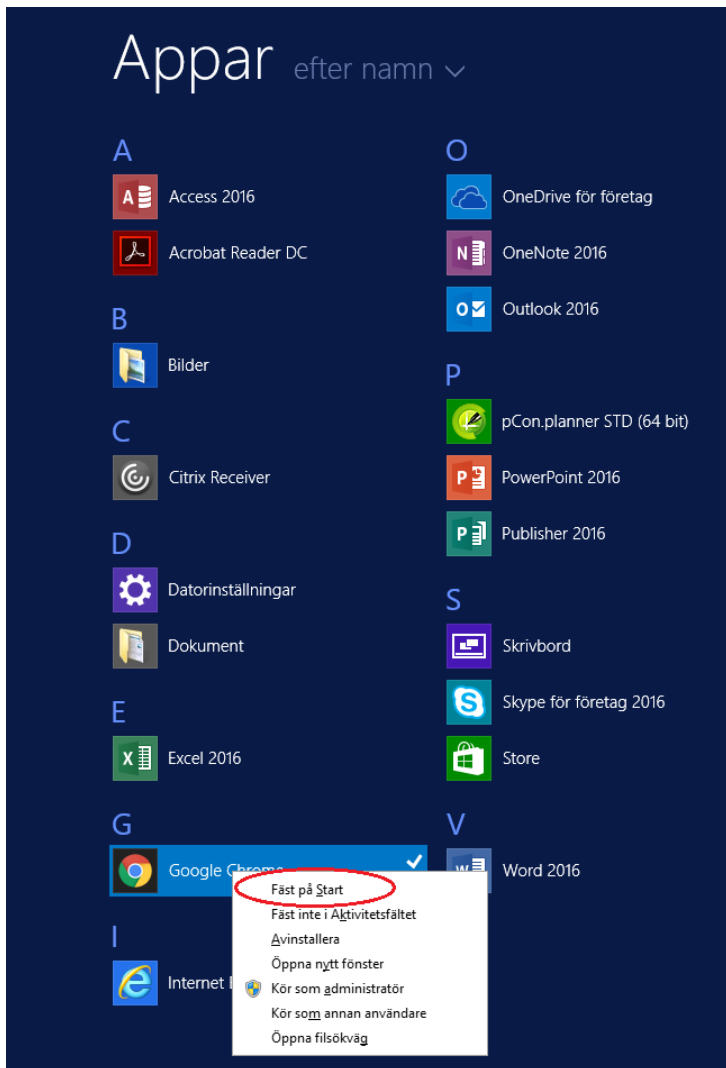 Appar efter namn
A
Access 2016
Acrobat Reader DC
B
Bilder
C
Citrix Receiver
D
Datorinställningar
Dokument
E
Excel 2016
G
Google Chrome
Fäst på Start
Fäst inte i Aktivitetsfältet
Avinstallera
Öppna nytt fönster
Kör som administratör
Kör som annan användare
Öppna filsökväg
I
Internet
O
OneDrive för företag
OneNote 2016
Outlook 2016
P
pCon.planner STD (64 bit)
PowerPoint 2016
Publisher 2016
S
Skrivbord
Skype för företag 2016
Store
V
Word 2016